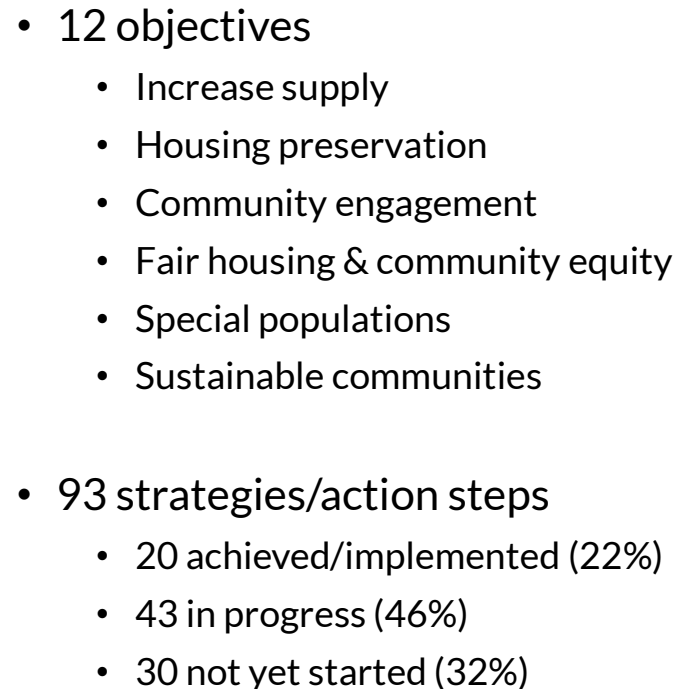 • 12 objectives
• Increase supply
• Housing preservation
• Community engagement
• Fair housing & community equity
• Special populations
• Sustainable communities
• 93 strategies/action steps
• 20 achieved/implemented (22%)
• 43 in progress (46%)
• 30 not yet started (32%)